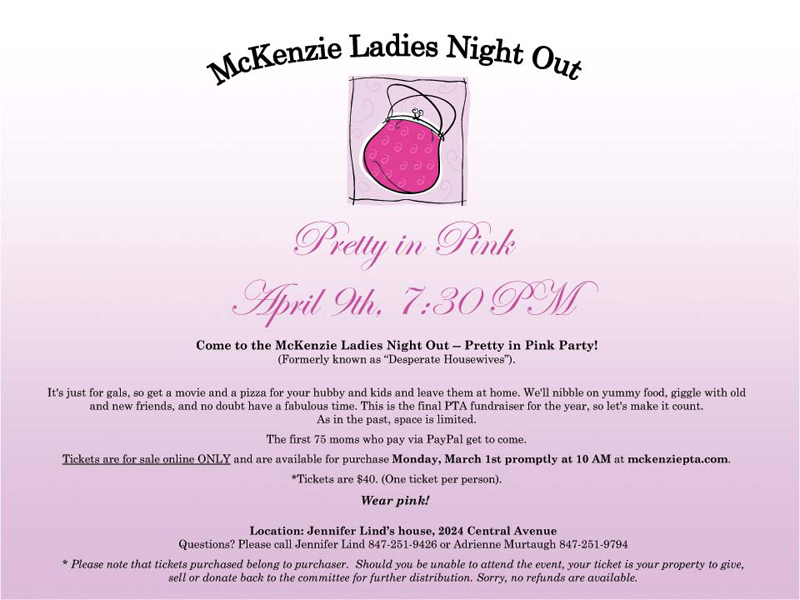 McKenzie Ladies Night Out
Pretty in Pink
April 9th, 7:30 PM
Come to the McKenzie Ladies Night Out – Pretty in Pink Party!
(Formerly known as “Desperate Housewives”).
It's just for gals, so get a movie and a pizza for your hubby and kids and leave them at home. We'll nibble on yummy food, giggle with old
and new friends, and no doubt have a fabulous time. This is the final PTA fundraiser for the year, so let's make it count.
As in the past, space is limited.
The first 75 moms who pay via PayPal get to come.
Tickets are for sale online ONLY and are available for purchase Monday, March 1st promptly at 10 AM at mckenziepta.com.
*Tickets are $40. (One ticket per person).
Wear pink!
Location: Jennifer Lind’s house, 2024 Central Avenue
Questions? Please call Jennifer Lind 847-251-9426 or Adrienne Murtaugh 847-251-9794
* Please note that tickets purchased belong to purchaser. Should you be unable to attend the event, your ticket is your property to give,
sell or donate back to the committee for further distribution. Sorry, no refunds are available.